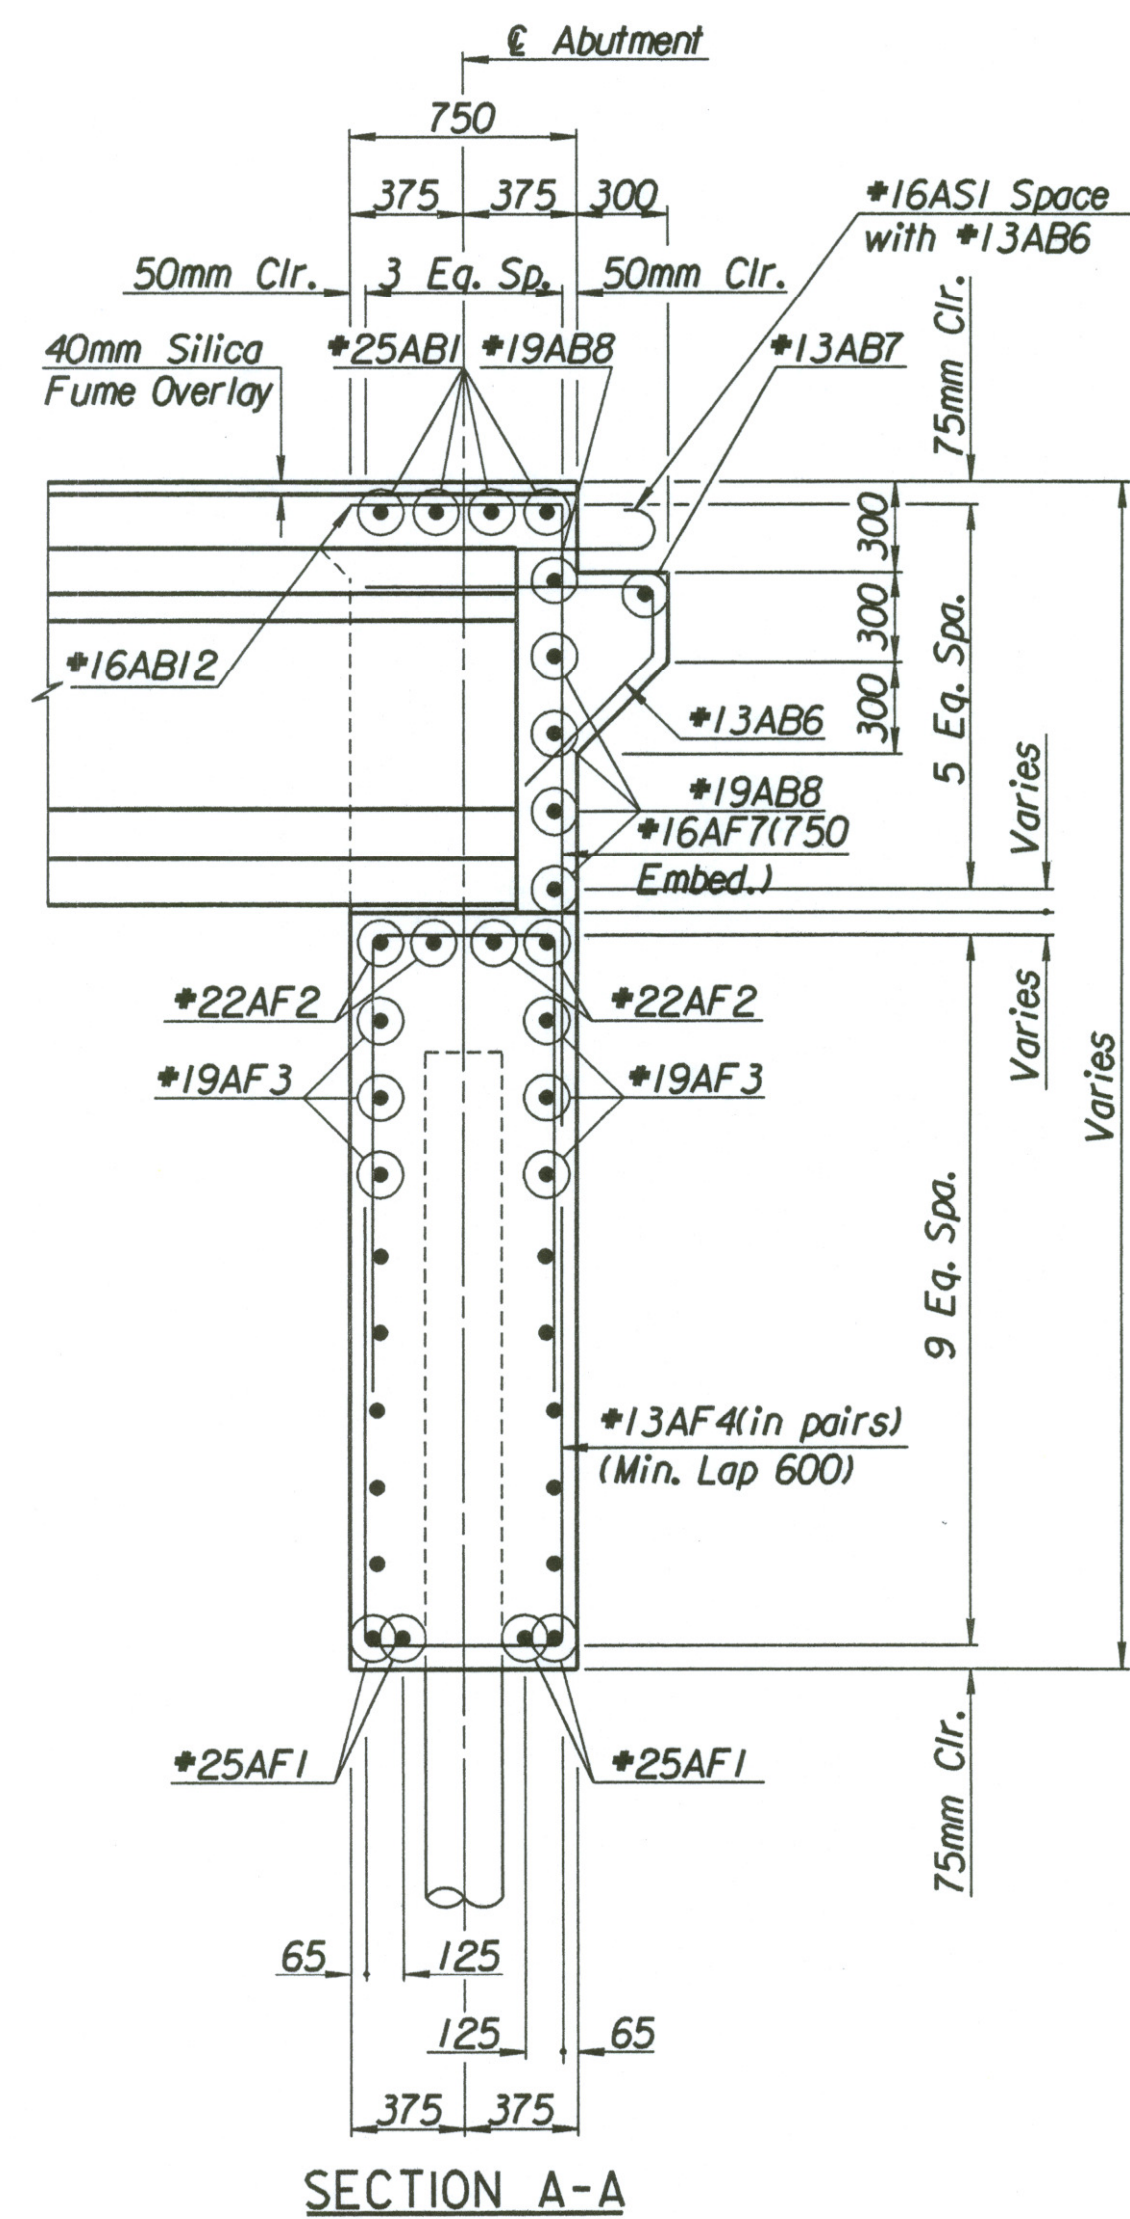 ℄ Abutment
750
375
375
300
#16AS1 Space
with #13AB6
50mm Clr.
3 Eq. Sp.
50mm Clr.
75mm Clr.
40mm Silica
Fume Overlay
#25AB1
#19AB8
#13AB7
300
300
300
5 Eq. Spa.
#16AB12
#13AB6
#19AB8
#16AF7(750
Embed.)
Varies
#22AF2
#22AF2
Varies
#19AF3
#19AF3
Varies
9 Eq. Spa.
#13AF4(in pairs)
(Min. Lap 600)
#25AF1
#25AF1
75mm Clr.
65
125
125
65
375
375
SECTION A-A